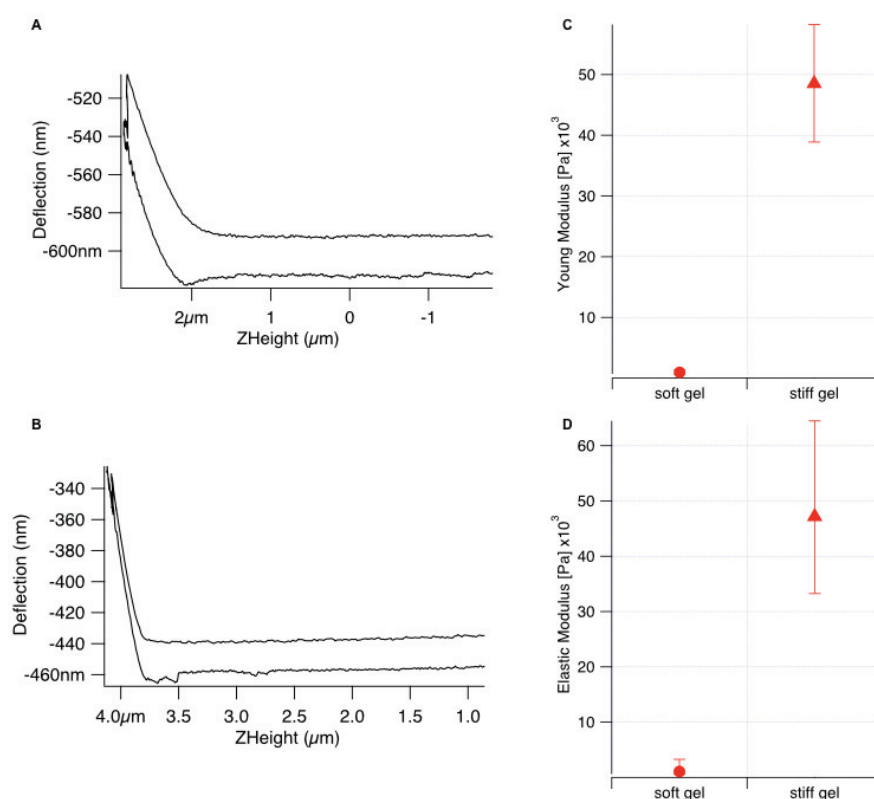 A
Deflection (nm)
-520
-540
-560
-580
-600nm
2µm 1 0 -1
ZHeight (µm)
B
Deflection (nm)
-340
-360
-380
-400
-420
-440
-460nm
4.0µm 3.5 3.0 2.5 2.0 1.5 1.0
ZHeight (µm)
C
Young Modulus [Pa] x10³
50
40
30
20
10
soft gel stiff gel
D
Elastic Modulus [Pa] x10³
60
50
40
30
20
10
soft gel stiff gel